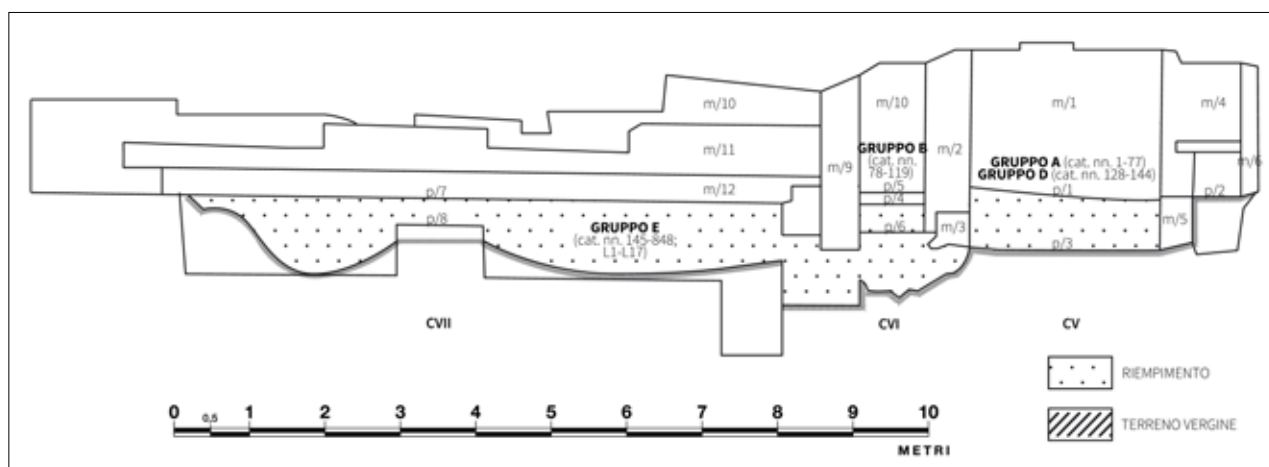 m/10
m/10
m/1
m/4
m/11
m/9
GRUPPO B
(cat. nn.
78-119)
m/2
GRUPPO A (cat. nn. 1-77)
GRUPPO D (cat. nn. 128-144)
m/6
p/7
m/12
p/5
p/4
p/1
p/2
p/8
GRUPPO E
(cat. nn. 145-848;
L1-L17)
p/6
m/3
m/5
p/3
CVII
CVI
CV
RIEMPIMENTO
TERRENO VERGINE
0 0,5 1 2 3 4 5 6 7 8 9 10
METRI